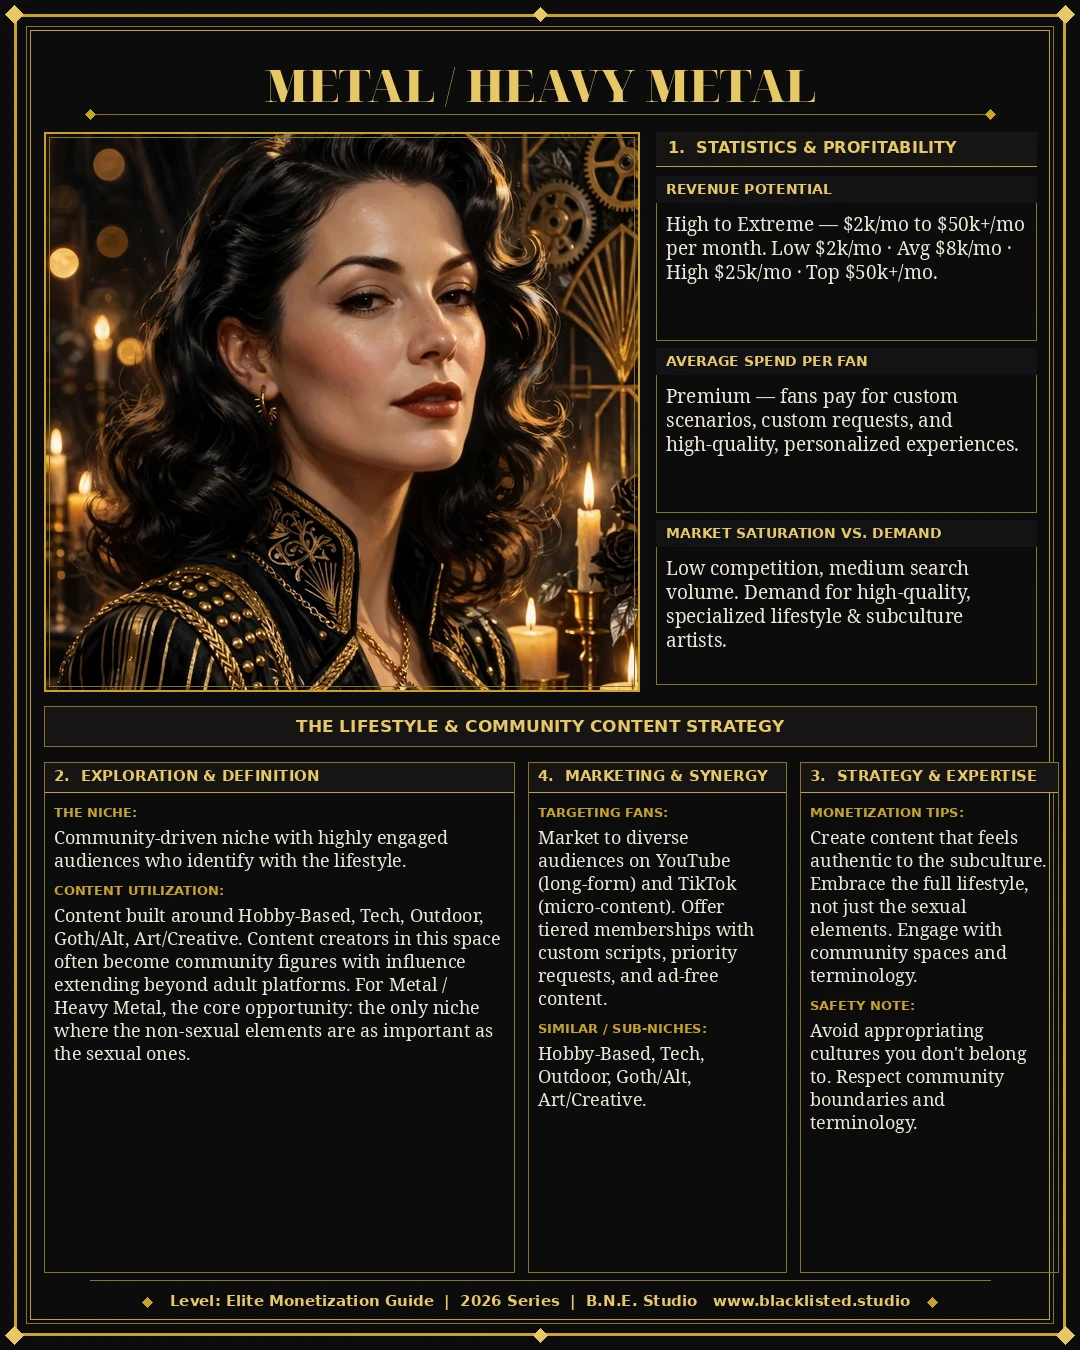 METAL / HEAVY METAL
1. STATISTICS & PROFITABILITY
REVENUE POTENTIAL
High to Extreme — $2k/mo to $50k+/mo
per month. Low $2k/mo · Avg $8k/mo ·
High $25k/mo · Top $50k+/mo.
AVERAGE SPEND PER FAN
Premium — fans pay for custom
scenarios, custom requests, and
high-quality, personalized experiences.
MARKET SATURATION VS. DEMAND
Low competition, medium search
volume. Demand for high-quality,
specialized lifestyle & subculture
artists.
THE LIFESTYLE & COMMUNITY CONTENT STRATEGY
2. EXPLORATION & DEFINITION
THE NICHE:
Community-driven niche with highly engaged
audiences who identify with the lifestyle.
CONTENT UTILIZATION:
Content built around Hobby-Based, Tech, Outdoor,
Goth/Alt, Art/Creative. Content creators in this space
often become community figures with influence
extending beyond adult platforms. For Metal /
Heavy Metal, the core opportunity: the only niche
where the non-sexual elements are as important as
the sexual ones.
4. MARKETING & SYNERGY
TARGETING FANS:
Market to diverse
audiences on YouTube
(long-form) and TikTok
(micro-content). Offer
tiered memberships with
custom scripts, priority
requests, and ad-free
content.
SIMILAR / SUB-NICHES:
Hobby-Based, Tech,
Outdoor, Goth/Alt,
Art/Creative.
3. STRATEGY & EXPERTISE
MONETIZATION TIPS:
Create content that feels
authentic to the subculture.
Embrace the full lifestyle,
not just the sexual
elements. Engage with
community spaces and
terminology.
SAFETY NOTE:
Avoid appropriating
cultures you don't belong
to. Respect community
boundaries and
terminology.
Level: Elite Monetization Guide | 2026 Series | B.N.E. Studio www.blacklisted.studio